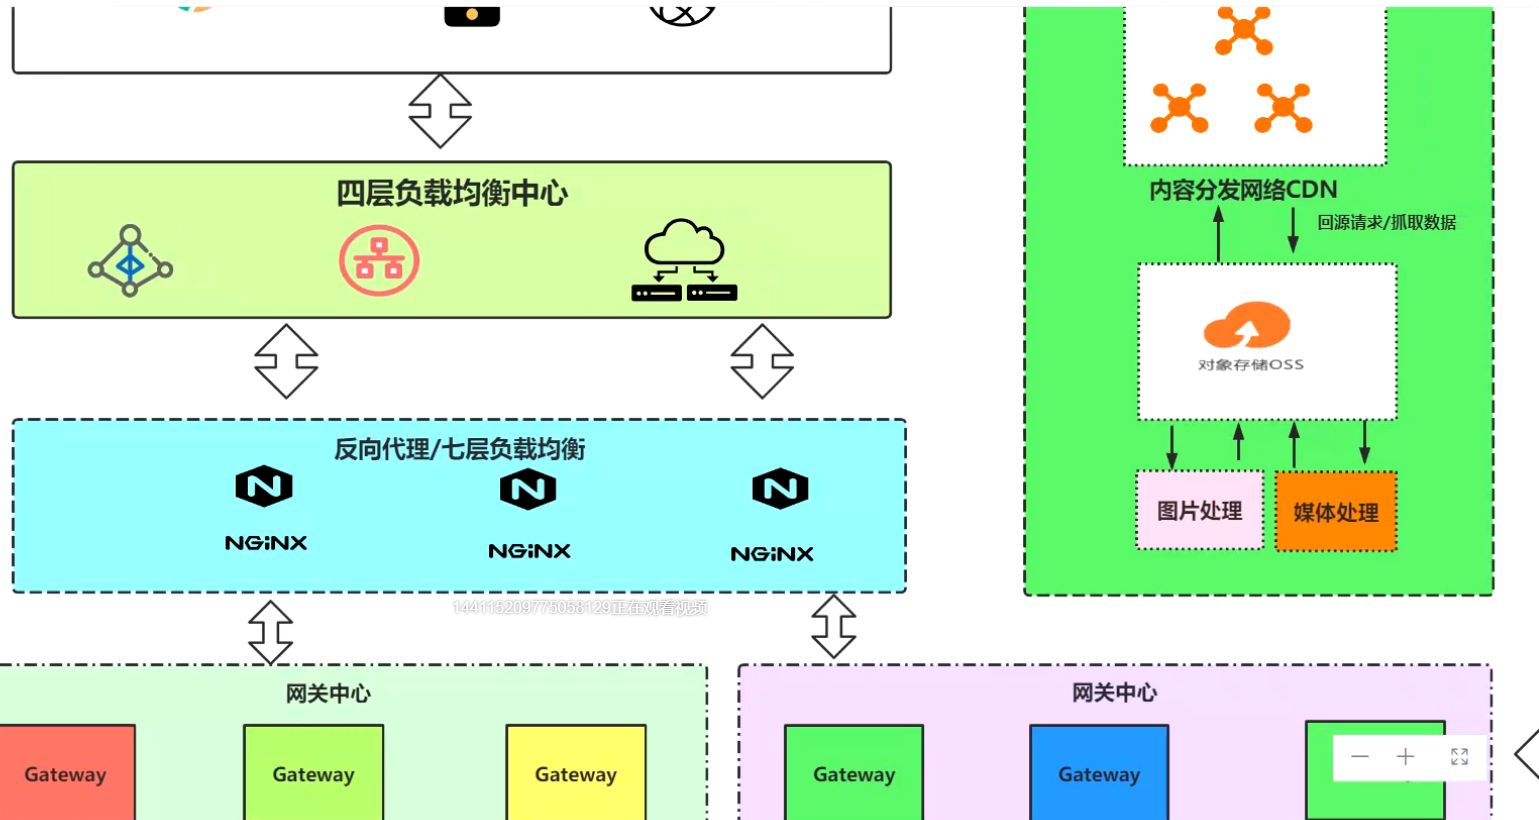 四层负载均衡中心
内容分发网络CDN
回源请求/抓取数据
对象存储OSS
图片处理
媒体处理
反向代理/七层负载均衡
NGiNX
NGiNX
NGiNX
144115209775058129正在观看视频
网关中心
Gateway
Gateway
Gateway
网关中心
Gateway
Gateway